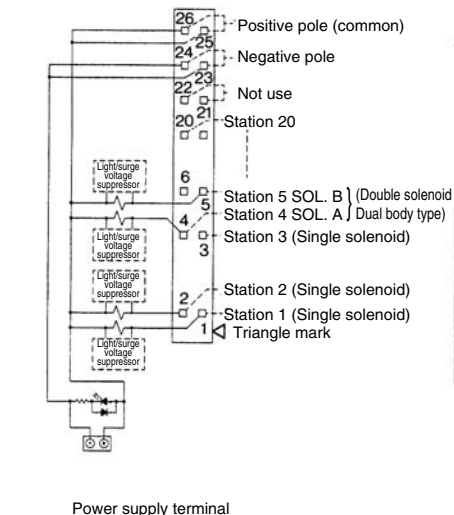 26
Positive pole (common)
25
24
Negative pole
23
22
Not use
21
20
Station 20
Light/surge
voltage
suppressor
6
5
Station 5 SOL. B } (Double solenoid
4
Station 4 SOL. A } Dual body type)
Light/surge
voltage
suppressor
3
Station 3 (Single solenoid)
Light/surge
voltage
suppressor
2
Station 2 (Single solenoid)
Station 1 (Single solenoid)
1
Triangle mark
Light/surge
voltage
suppressor
Power supply terminal